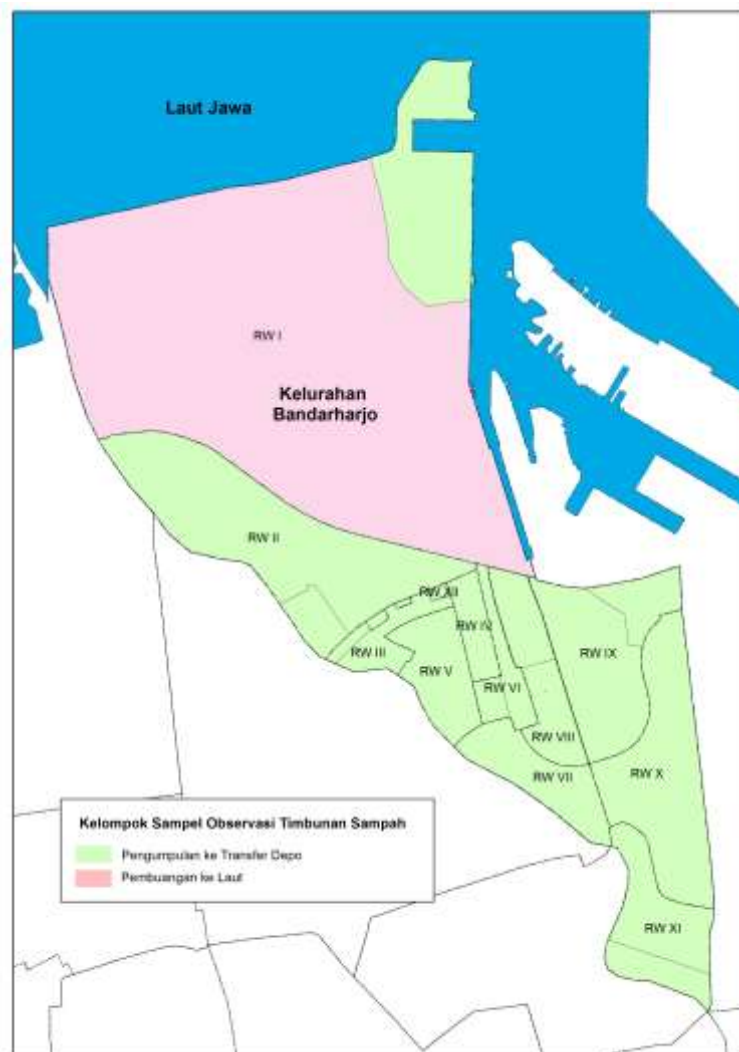 Laut Jawa
RW I
Kelurahan
Bandarharjo
RW II
RW XII
RW IV
RW III
RW V
RW IX
RW VI
RW VIII
RW VII
RW X
RW XI
Kelompok Sampel Observasi Timbunan Sampah
Pengumpulan ke Transfer Depo
Pembuangan ke Laut